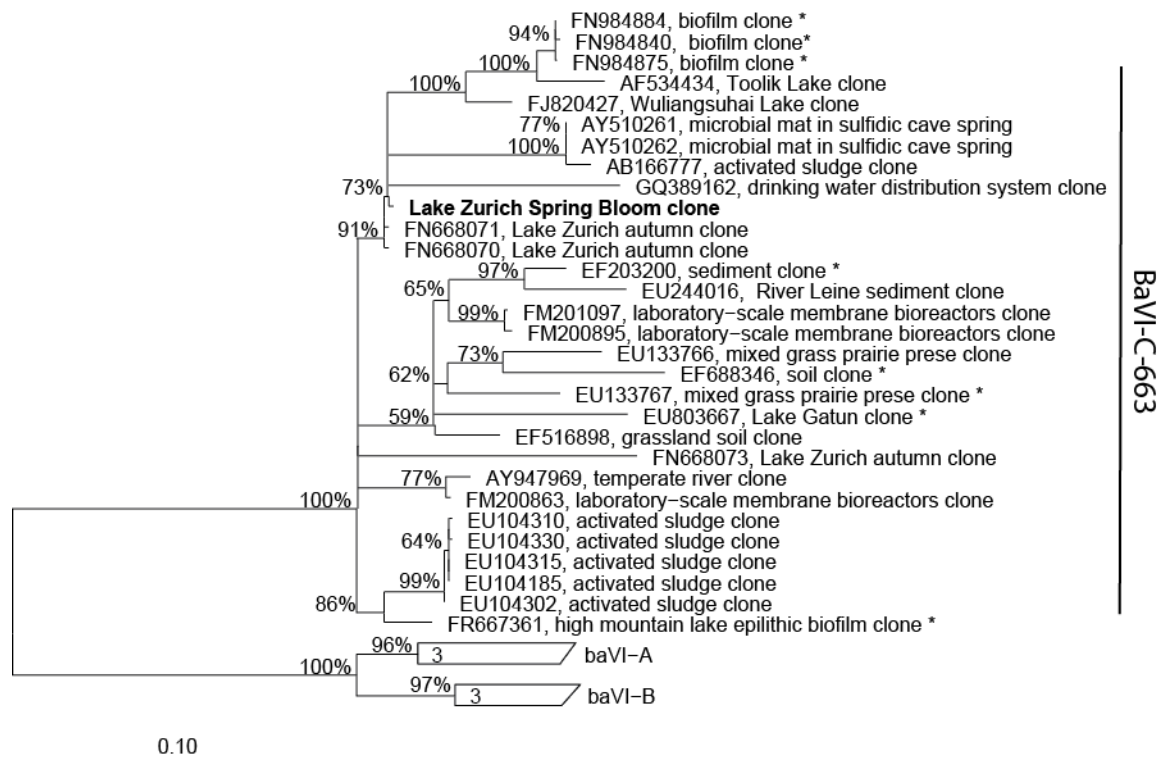 FN984884, biofilm clone *
94%
FN984840, biofilm clone*
FN984875, biofilm clone *
100%
AF534434, Toolik Lake clone
100%
FJ820427, Wuliangsuhai Lake clone
77%
AY510261, microbial mat in sulfidic cave spring
100%
AY510262, microbial mat in sulfidic cave spring
AB166777, activated sludge clone
73%
GQ389162, drinking water distribution system clone
Lake Zurich Spring Bloom clone
91%
FN668071, Lake Zurich autumn clone
FN668070, Lake Zurich autumn clone
97%
EF203200, sediment clone *
65%
EU244016, River Leine sediment clone
99%
FM201097, laboratory−scale membrane bioreactors clone
FM200895, laboratory−scale membrane bioreactors clone
73%
EU133766, mixed grass prairie prese clone
62%
EF688346, soil clone *
EU133767, mixed grass prairie prese clone *
59%
EU803667, Lake Gatun clone *
EF516898, grassland soil clone
FN668073, Lake Zurich autumn clone
77%
AY947969, temperate river clone
100%
FM200863, laboratory−scale membrane bioreactors clone
EU104310, activated sludge clone
64%
EU104330, activated sludge clone
EU104315, activated sludge clone
99%
EU104185, activated sludge clone
86%
EU104302, activated sludge clone
FR667361, high mountain lake epilithic biofilm clone *
BaVI-C-663
96%
3
baVI−A
100%
97%
3
baVI−B
0.10